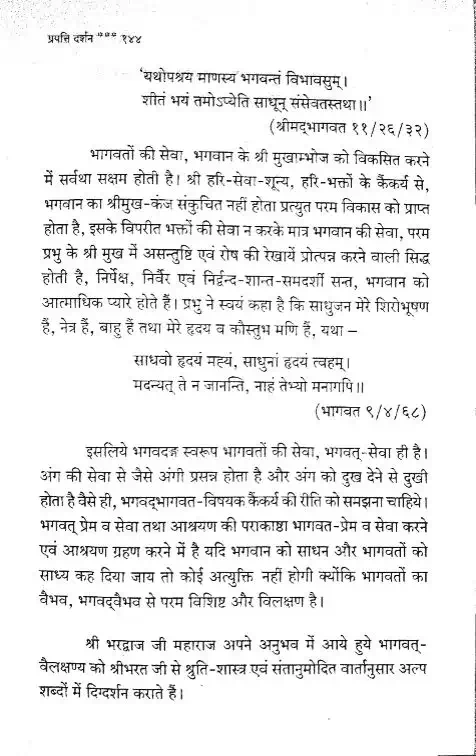 प्रपत्ति दर्शन *** १४४
'यथोपश्रय माणस्य भगवन्तं विभावसुम्।
शीतं भयं तमोऽप्येति साधून् संसेवतस्तथा॥'
(श्रीमद्भागवत ११/२६/३२)
भागवतों की सेवा, भगवान के श्री मुखाम्भोज को विकसित करने
में सर्वथा सक्षम होती है। श्री हरि-सेवा-शून्य, हरि-भक्तों के कैंकर्य से,
भगवान का श्रीमुख-कंज संकुचित नहीं होता प्रत्युत परम विकास को प्राप्त
होता है, इसके विपरीत भक्तों की सेवा न करके मात्र भगवान की सेवा, परम
प्रभु के श्री मुख में असन्तुष्टि एवं रोष की रेखायें प्रोत्पन्न करने वाली सिद्ध
होती है, निर्पेक्ष, निर्वैर एवं निर्द्वन्द-शान्त-समदर्शी सन्त, भगवान को
आत्माधिक प्यारे होते हैं। प्रभु ने स्वयं कहा है कि साधुजन मेरे शिरोभूषण
हैं, नेत्र हैं, बाहु हैं तथा मेरे हृदय व कौस्तुभ मणि हैं, यथा –
साधवो हृदयं मह्यं, साधुनां हृदयं त्वहम्।
मदन्यत् ते न जानन्ति, नाहं तेभ्यो मनागपि॥
(भागवत ९/४/६८)
इसलिये भगवदङ्ग स्वरूप भागवतों की सेवा, भगवत्-सेवा ही है।
अंग की सेवा से जैसे अंगी प्रसन्न होता है और अंग को दुख देने से दुखी
होता है वैसे ही, भगवद्भागवत-विषयक कैंकर्य की रीति को समझना चाहिये।
भगवत् प्रेम व सेवा तथा आश्रयण की पराकाष्ठा भागवत-प्रेम व सेवा करने
एवं आश्रयण ग्रहण करने में है यदि भगवान को साधन और भागवतों को
साध्य कह दिया जाय तो कोई अत्युक्ति नहीं होगी क्योंकि भागवतों का
वैभव, भगवद्वैभव से परम विशिष्ट और विलक्षण है।
श्री भरद्वाज जी महाराज अपने अनुभव में आये हुये भागवत्-
वैलक्षण्य को श्रीभरत जी से श्रुति-शास्त्र एवं संतानुमोदित वार्तानुसार अल्प
शब्दों में दिग्दर्शन कराते हैं।